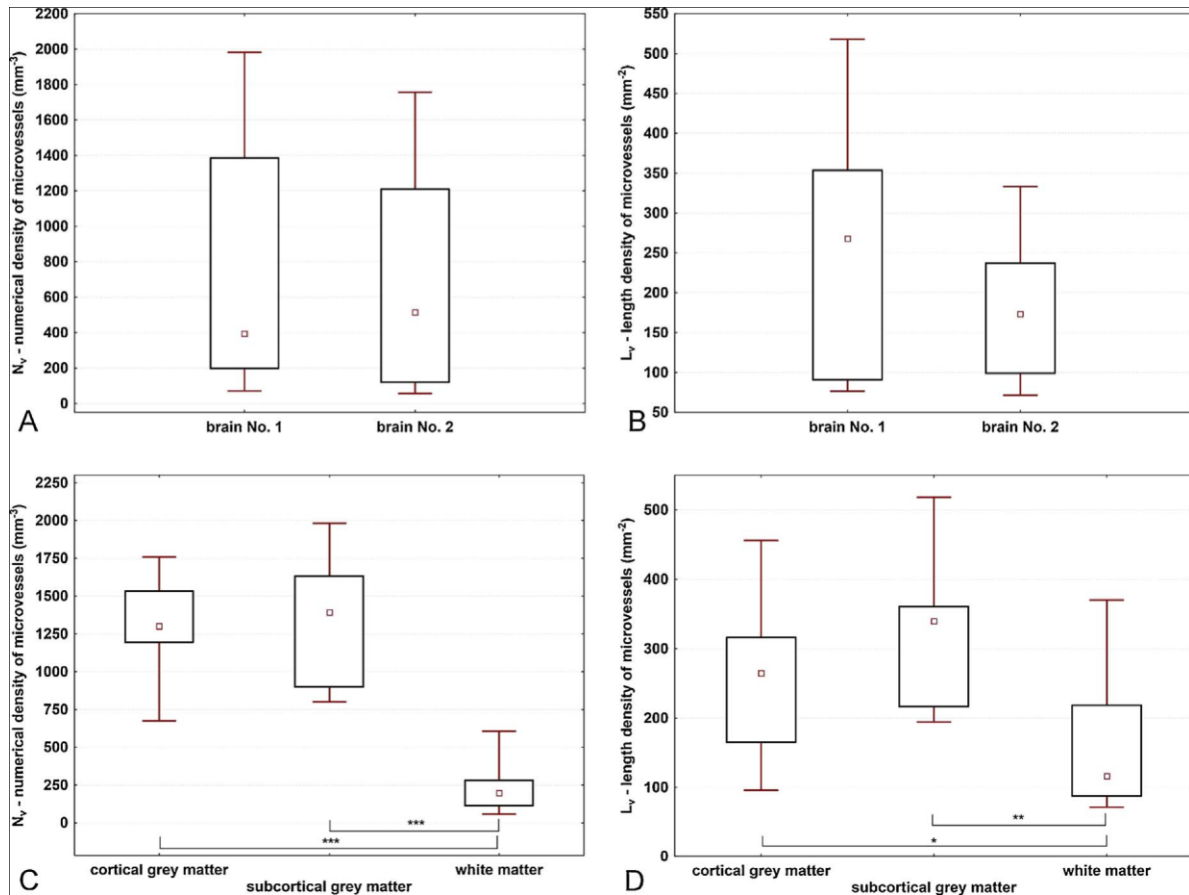 2200
2000
1800
1600
1400
1200
1000
800
600
400
200
0
Nᵥ - numerical density of microvessels (mm⁻³)
A
brain No. 1
brain No. 2
550
500
450
400
350
300
250
200
150
100
50
Lᵥ - length density of microvessels (mm⁻²)
B
brain No. 1
brain No. 2
2250
2000
1750
1500
1250
1000
750
500
250
0
Nᵥ - numerical density of microvessels (mm⁻³)
***
***
C
cortical grey matter
white matter
subcortical grey matter
500
400
300
200
100
0
Lᵥ - length density of microvessels (mm⁻²)
**
*
D
cortical grey matter
white matter
subcortical grey matter